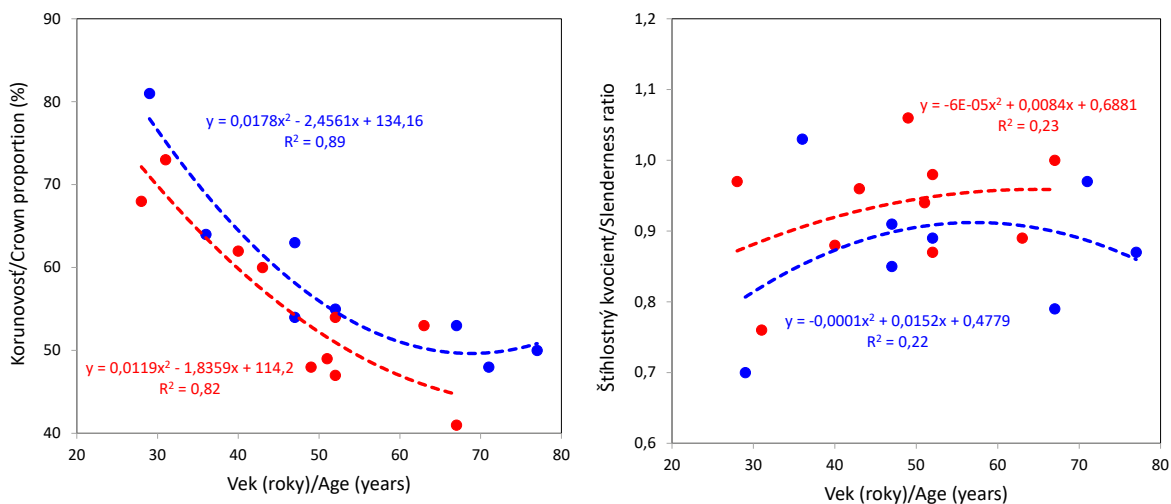 90
80
70
60
50
40
Korunovosť/Crown proportion (%)
y = 0,0178x² - 2,4561x + 134,16
R² = 0,89
y = 0,0119x² - 1,8359x + 114,2
R² = 0,82
20 30 40 50 60 70 80
Vek (roky)/Age (years)
1,2
1,1
1,0
0,9
0,8
0,7
0,6
Štíhlostný kvocient/Slenderness ratio
y = -6E-05x² + 0,0084x + 0,6881
R² = 0,23
y = -0,0001x² + 0,0152x + 0,4779
R² = 0,22
20 30 40 50 60 70 80
Vek (roky)/Age (years)